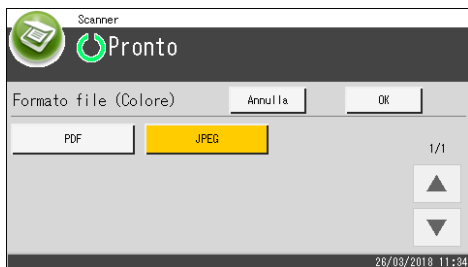 Scanner
Pronto
Formato file (Colore) Annulla OK
PDF JPEG
1/1
26/03/2018 11:34